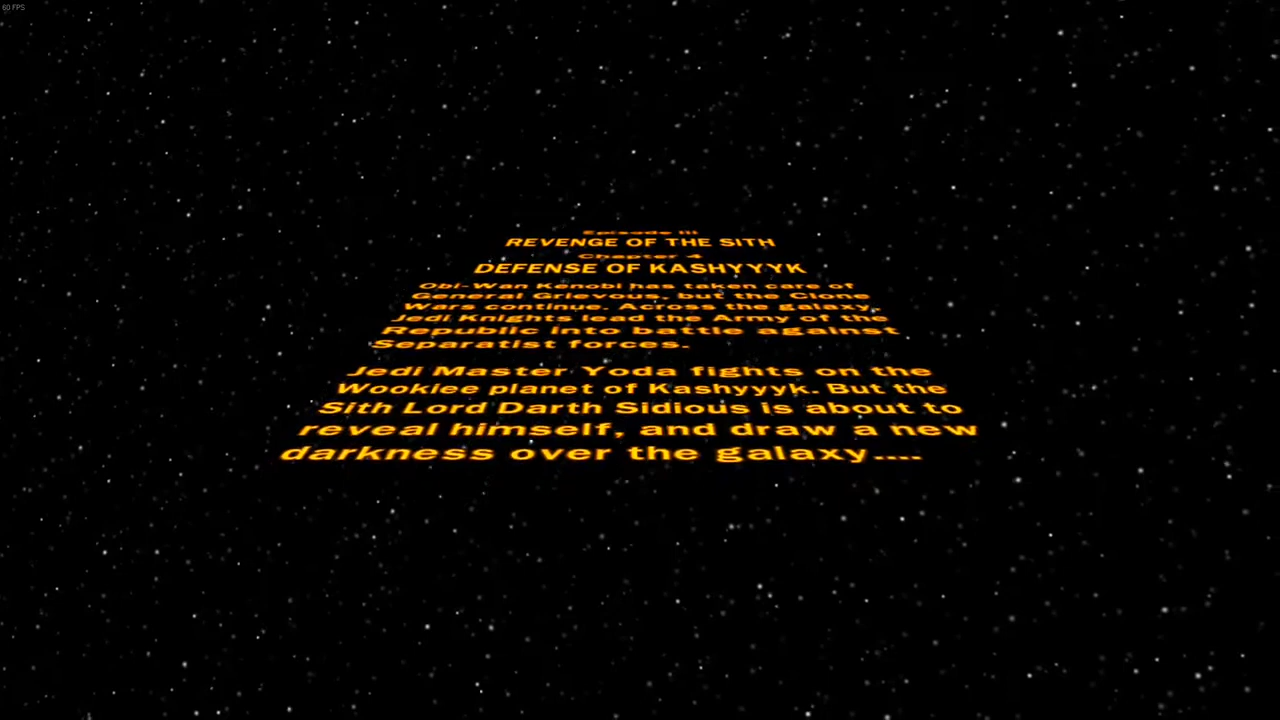 60 FPS
Episode III
REVENGE OF THE SITH
Chapter 4
DEFENSE OF KASHYYYK
Obi-Wan Kenobi has taken care of
General Grievous, but the Clone
Wars continue. Across the galaxy,
Jedi Knights lead the Army of the
Republic into battle against
Separatist forces.
Jedi Master Yoda fights on the
Wookiee planet of Kashyyyk. But the
Sith Lord Darth Sidious is about to
reveal himself, and draw a new
darkness over the galaxy....